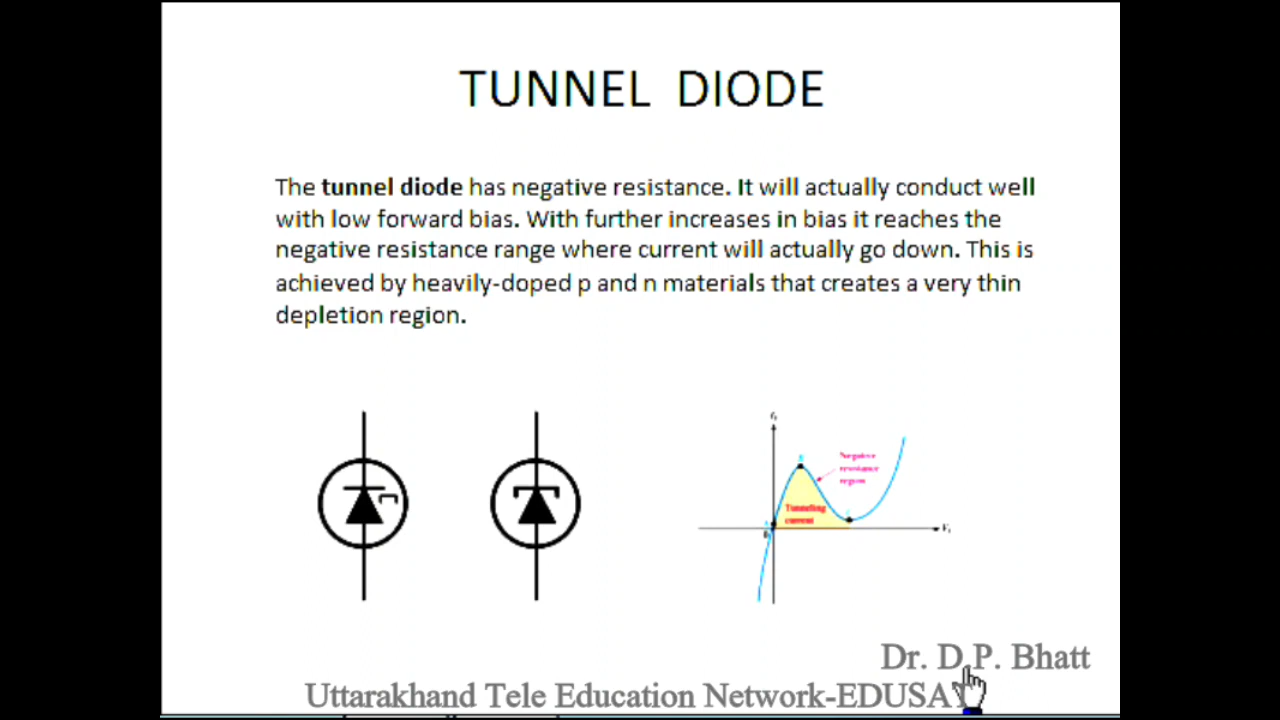 TUNNEL DIODE
The tunnel diode has negative resistance. It will actually conduct well
with low forward bias. With further increases in bias it reaches the
negative resistance range where current will actually go down. This is
achieved by heavily-doped p and n materials that creates a very thin
depletion region.
Negative
resistance
region
Tunneling
current
Dr. D.P. Bhatt
Uttarakhand Tele Education Network-EDUSAT